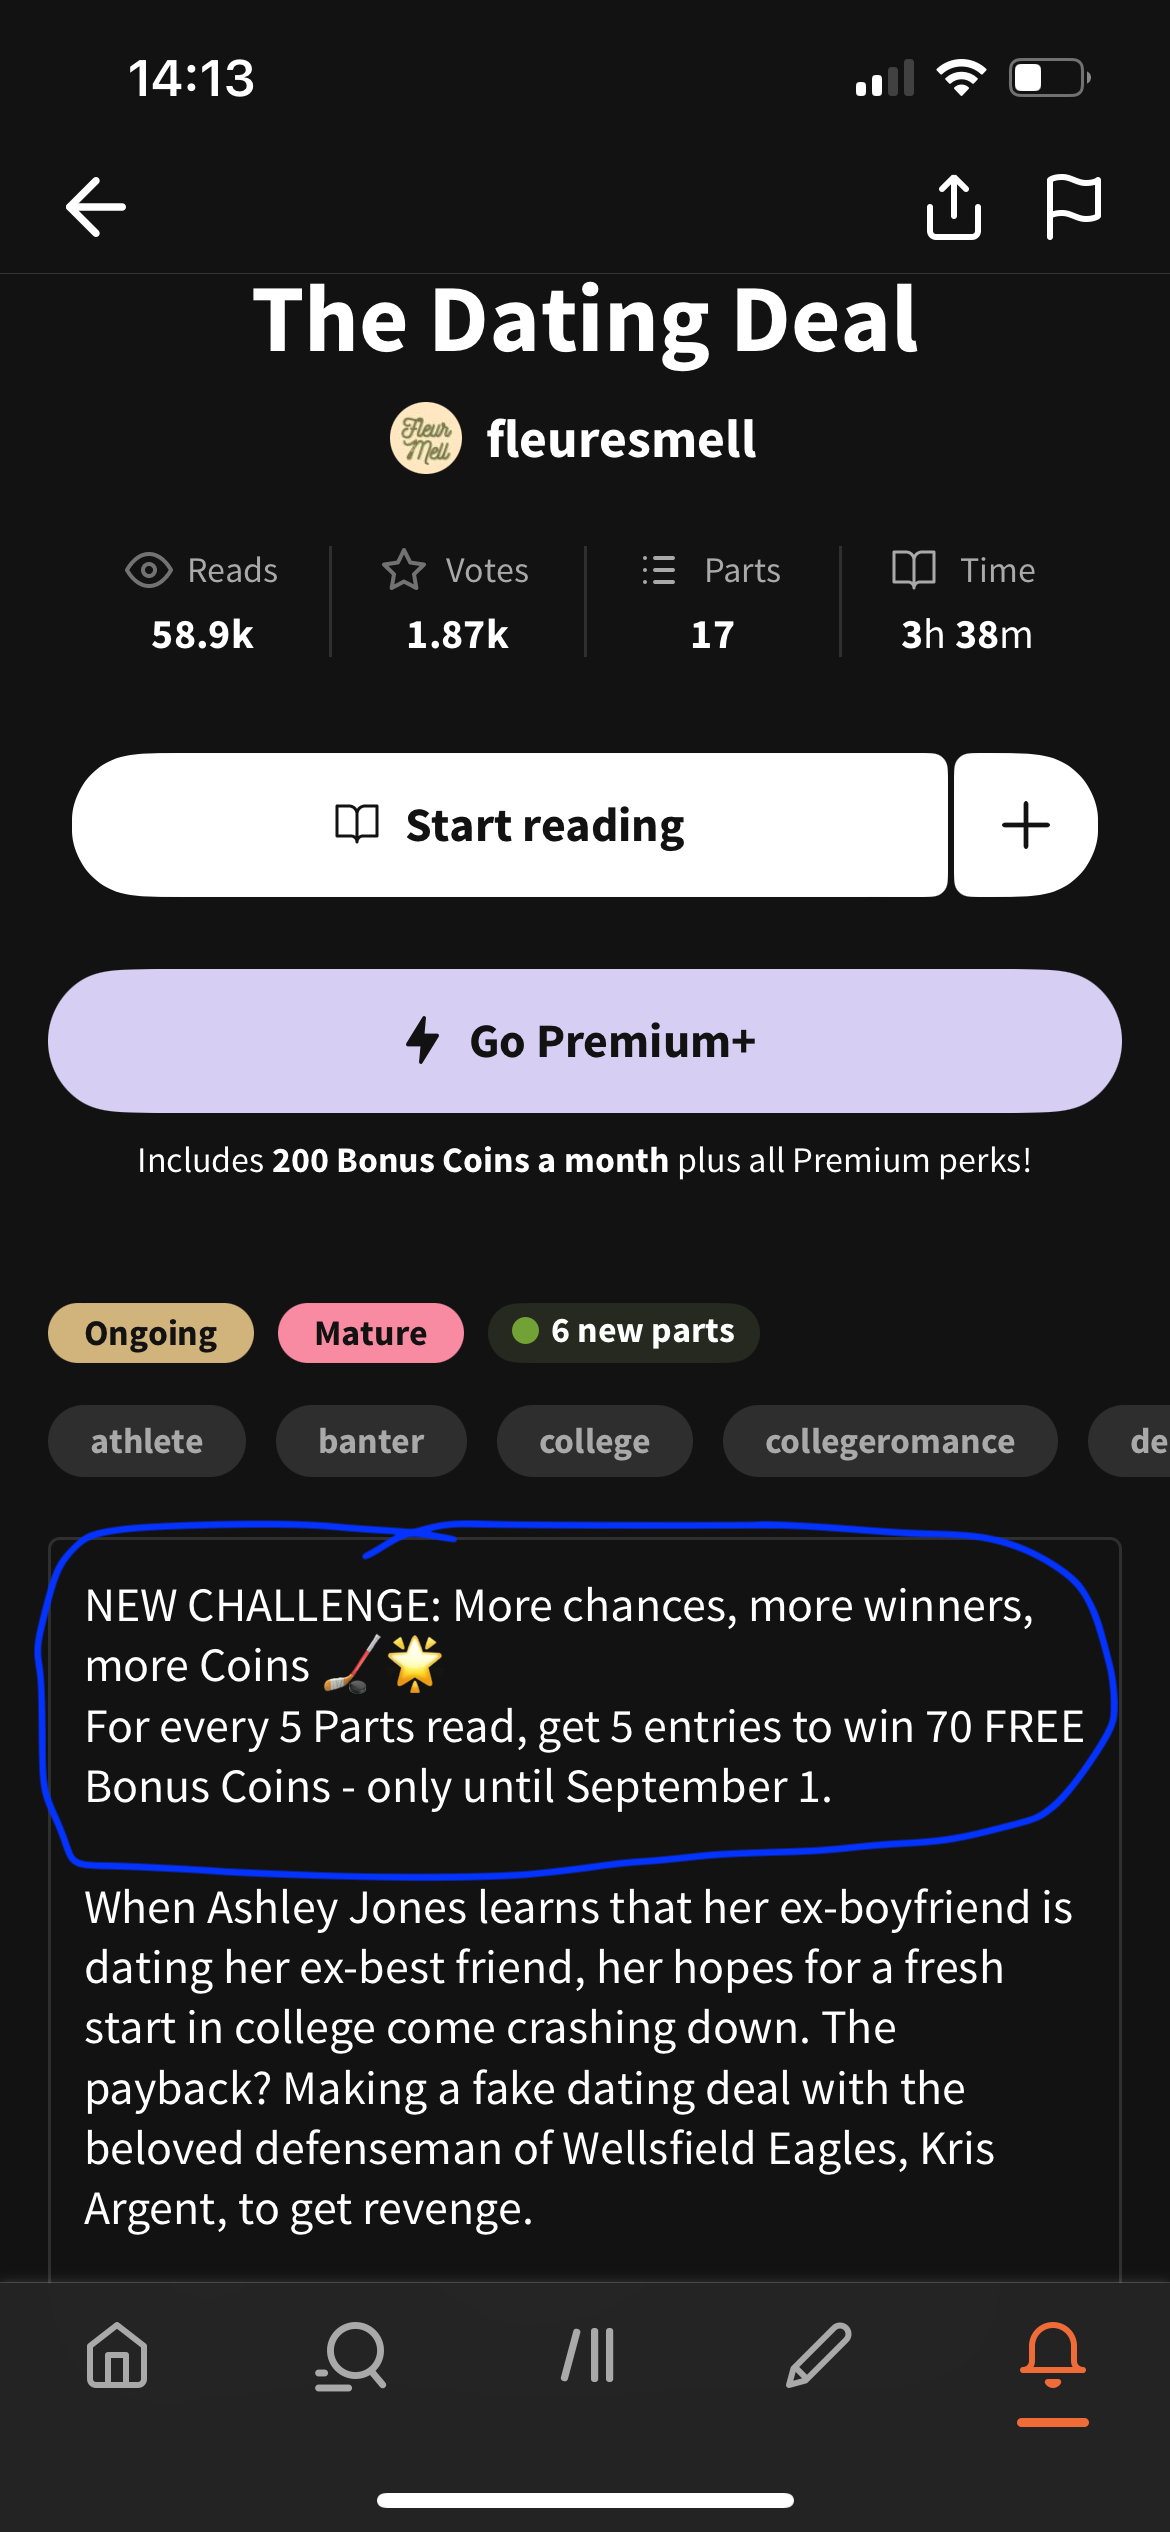 14:13
The Dating Deal
Fleur
Mell
fleuresmell
Reads
Votes
Parts
Time
58.9k
1.87k
17
3h 38m
Start reading
Go Premium+
Includes 200 Bonus Coins a month plus all Premium perks!
Ongoing
Mature
6 new parts
athlete
banter
college
collegeromance
de
NEW CHALLENGE: More chances, more winners,
more Coins 🏒🌟
For every 5 Parts read, get 5 entries to win 70 FREE
Bonus Coins - only until September 1.
When Ashley Jones learns that her ex-boyfriend is
dating her ex-best friend, her hopes for a fresh
start in college come crashing down. The
payback? Making a fake dating deal with the
beloved defenseman of Wellsfield Eagles, Kris
Argent, to get revenge.